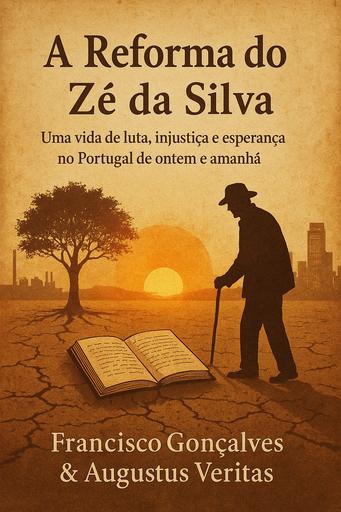 A Reforma do
Zé da Silva
Uma vida de luta, injustiça e esperança
no Portugal de ontem e amanhá
Francisco Gonçalves
& Augustus Veritas